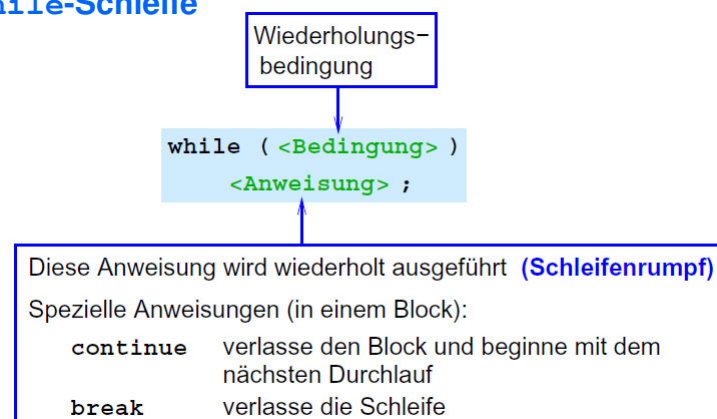 -Schleife
Wiederholungs-
bedingung
while ( <Bedingung> )
<Anweisung> ;
Diese Anweisung wird wiederholt ausgeführt (Schleifenrumpf)
Spezielle Anweisungen (in einem Block):
continue verlasse den Block und beginne mit dem
nächsten Durchlauf
break verlasse die Schleife